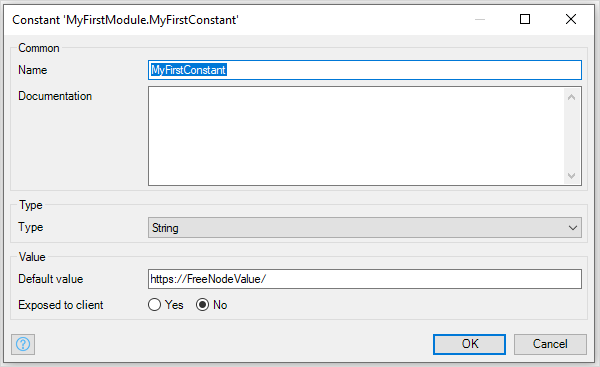 Constant 'MyFirstModule.MyFirstConstant'
Common
Name
MyFirstConstant
Documentation
Type
Type
String
Value
Default value
https://FreeNodeValue/
Exposed to client
Yes
No
?
OK
Cancel